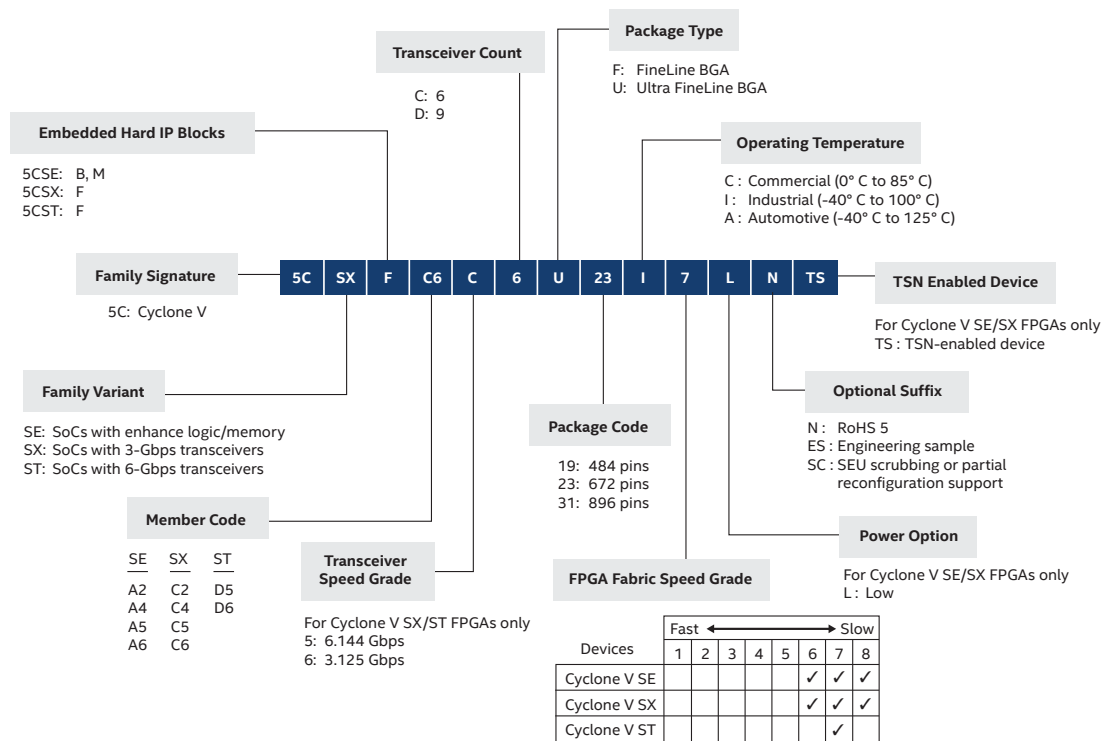 Package Type
F: FineLine BGA
U: Ultra FineLine BGA
Transceiver Count
C: 6
D: 9
Embedded Hard IP Blocks
5CSE: B, M
5CSX: F
5CST: F
Operating Temperature
C : Commercial (0° C to 85° C)
I : Industrial (-40° C to 100° C)
A : Automotive (-40° C to 125° C)
Family Signature
5C: Cyclone V
5C SX F C6 C 6 U 23 I 7 L N TS
TSN Enabled Device
For Cyclone V SE/SX FPGAs only
TS : TSN-enabled device
Family Variant
SE: SoCs with enhance logic/memory
SX: SoCs with 3-Gbps transceivers
ST: SoCs with 6-Gbps transceivers
Optional Suffix
N : RoHS 5
ES : Engineering sample
SC : SEU scrubbing or partial
reconfiguration support
Package Code
19: 484 pins
23: 672 pins
31: 896 pins
Member Code
SE SX ST
A2 C2 D5
A4 C4 D6
A5 C5
A6 C6
Transceiver
Speed Grade
For Cyclone V SX/ST FPGAs only
5: 6.144 Gbps
6: 3.125 Gbps
Power Option
For Cyclone V SE/SX FPGAs only
L : Low
FPGA Fabric Speed Grade
Fast Slow
Devices 1 2 3 4 5 6 7 8
Cyclone V SE ✓ ✓ ✓
Cyclone V SX ✓ ✓ ✓
Cyclone V ST ✓